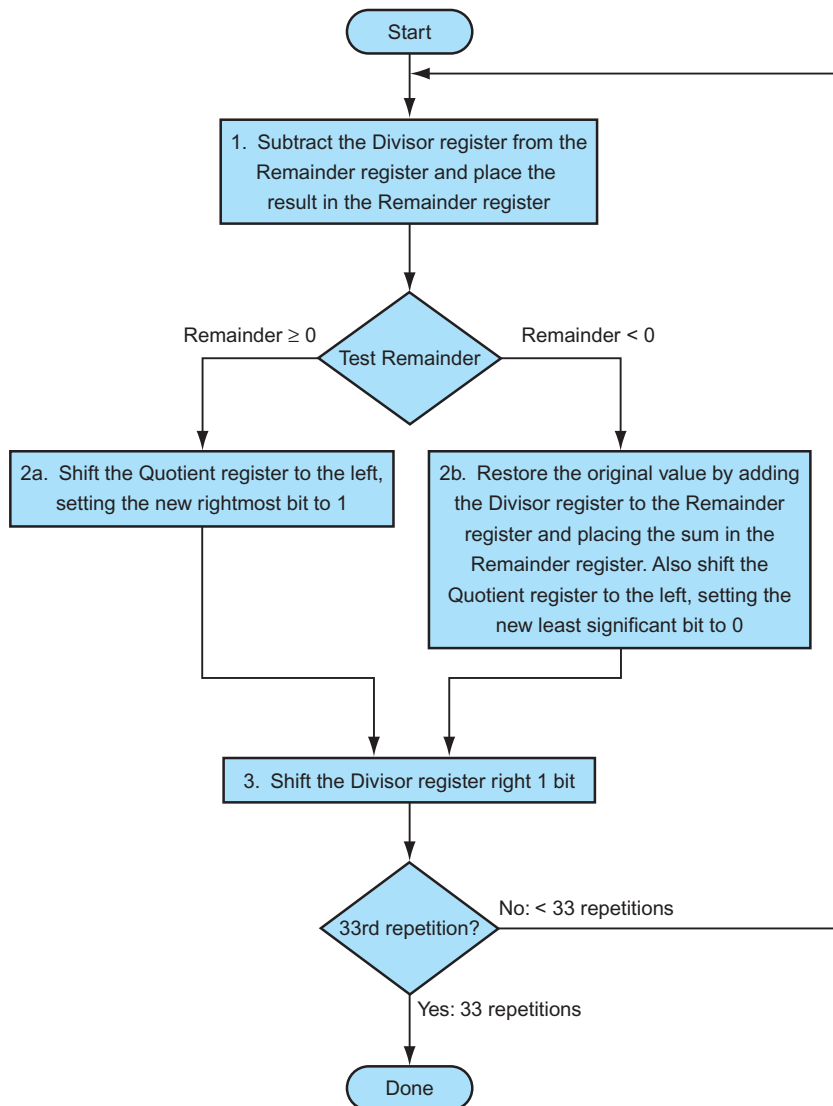 Start
1. Subtract the Divisor register from the
Remainder register and place the
result in the Remainder register
Remainder ≥ 0
Remainder < 0
Test Remainder
2a. Shift the Quotient register to the left,
setting the new rightmost bit to 1
2b. Restore the original value by adding
the Divisor register to the Remainder
register and placing the sum in the
Remainder register. Also shift the
Quotient register to the left, setting the
new least significant bit to 0
3. Shift the Divisor register right 1 bit
33rd repetition?
No: < 33 repetitions
Yes: 33 repetitions
Done